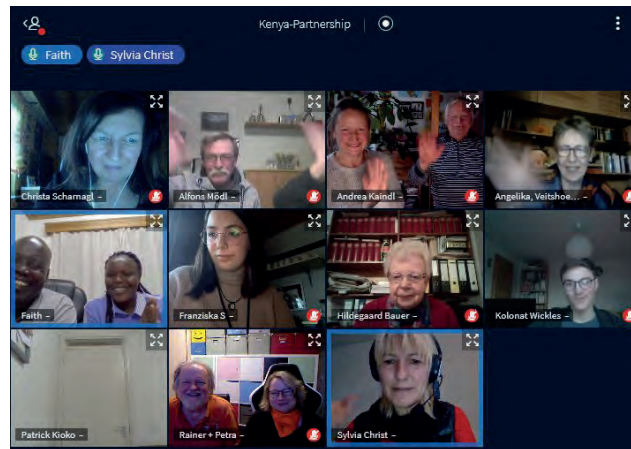 Kenya-Partnership
Faith
Sylvia Christ
Christa Scharnagl –
Alfons Mödl –
Andrea Kaindl –
Angelika, Veitshoe... –
Faith –
Franziska S –
Hildegaard Bauer –
Kolonat Wickles –
Patrick Kioko –
Rainer + Petra –
Sylvia Christ –